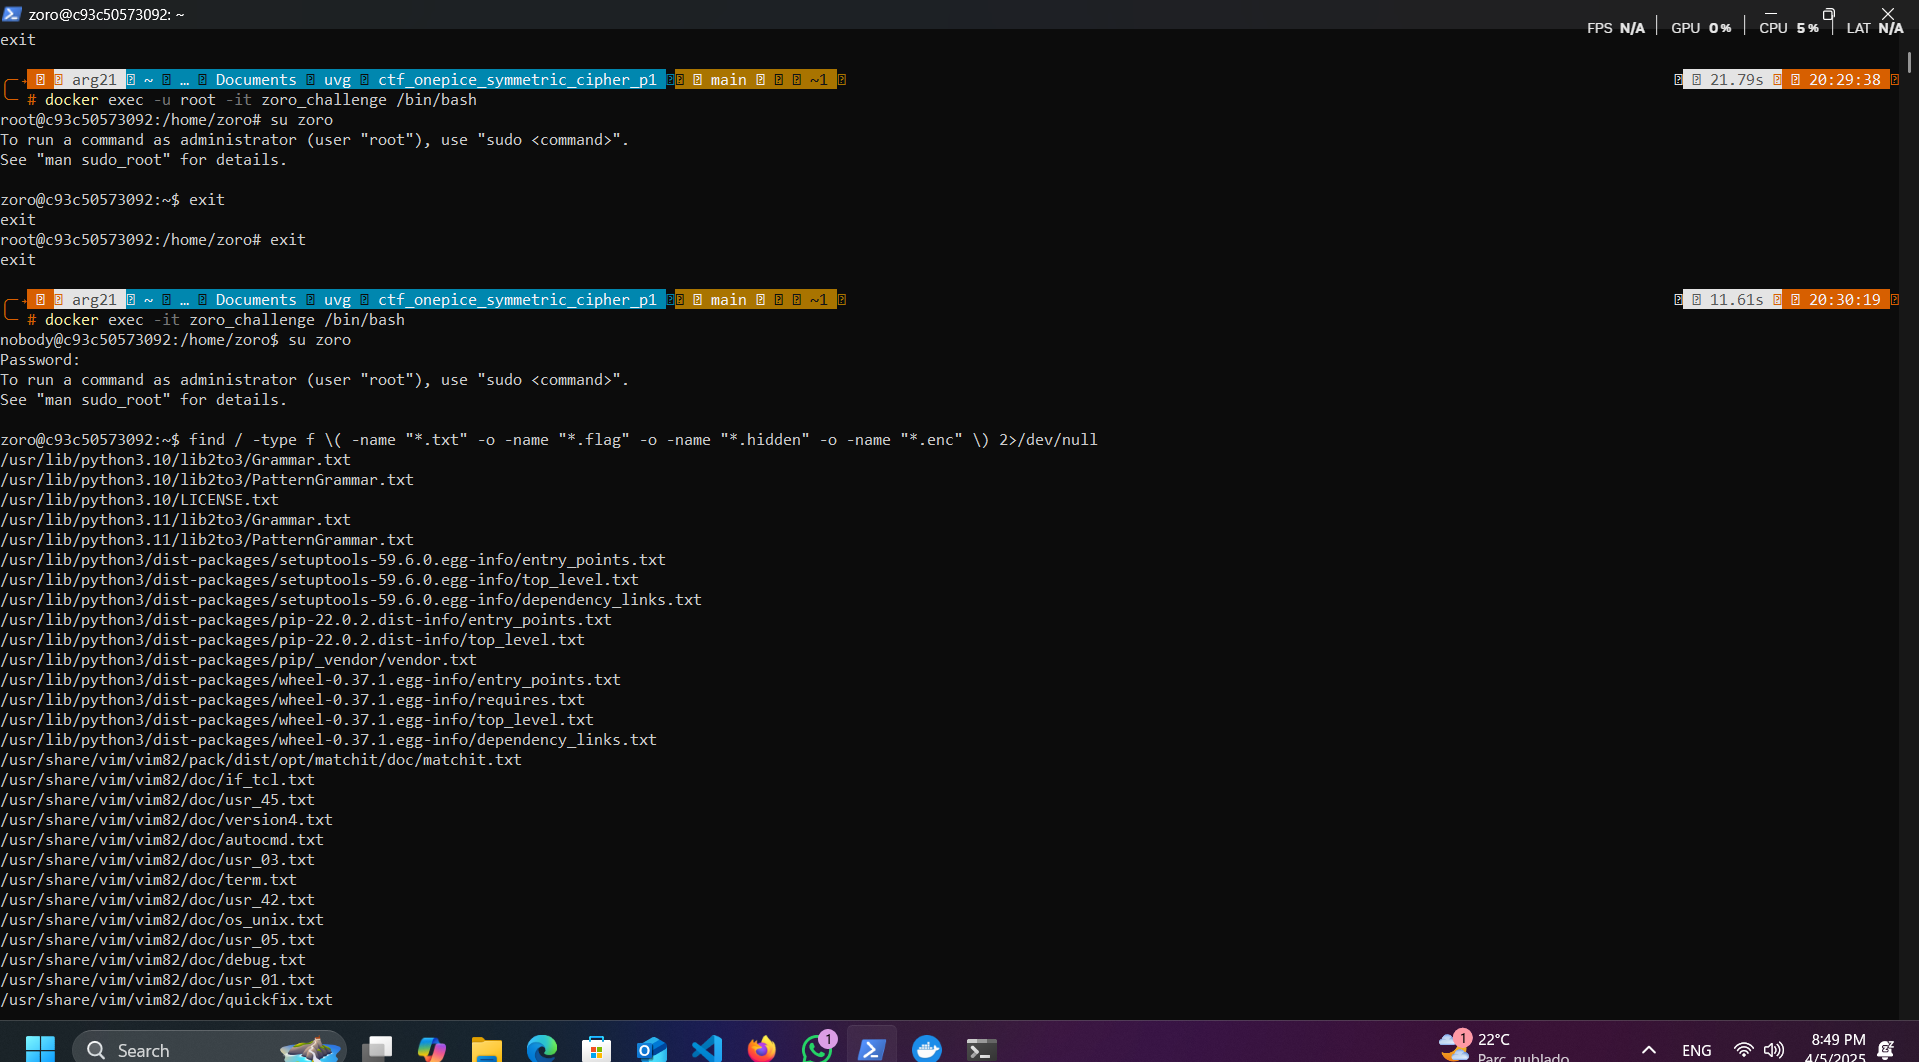 zoro@c93c50573092: ~
FPS N/A | GPU 0% | CPU 5% | LAT N/A
exit
arg21 ~ … Documents uvg ctf_onepice_symmetric_cipher_p1 main ~1 21.79s 20:29:38
# docker exec -u root -it zoro_challenge /bin/bash
root@c93c50573092:/home/zoro# su zoro
To run a command as administrator (user "root"), use "sudo <command>".
See "man sudo_root" for details.
zoro@c93c50573092:~$ exit
exit
root@c93c50573092:/home/zoro# exit
exit
arg21 ~ … Documents uvg ctf_onepice_symmetric_cipher_p1 main ~1 11.61s 20:30:19
# docker exec -it zoro_challenge /bin/bash
nobody@c93c50573092:/home/zoro$ su zoro
Password:
To run a command as administrator (user "root"), use "sudo <command>".
See "man sudo_root" for details.
zoro@c93c50573092:~$ find / -type f \( -name "*.txt" -o -name "*.flag" -o -name "*.hidden" -o -name "*.enc" \) 2>/dev/null
/usr/lib/python3.10/lib2to3/Grammar.txt
/usr/lib/python3.10/lib2to3/PatternGrammar.txt
/usr/lib/python3.10/LICENSE.txt
/usr/lib/python3.11/lib2to3/Grammar.txt
/usr/lib/python3.11/lib2to3/PatternGrammar.txt
/usr/lib/python3/dist-packages/setuptools-59.6.0.egg-info/entry_points.txt
/usr/lib/python3/dist-packages/setuptools-59.6.0.egg-info/top_level.txt
/usr/lib/python3/dist-packages/setuptools-59.6.0.egg-info/dependency_links.txt
/usr/lib/python3/dist-packages/pip-22.0.2.dist-info/entry_points.txt
/usr/lib/python3/dist-packages/pip-22.0.2.dist-info/top_level.txt
/usr/lib/python3/dist-packages/pip/_vendor/vendor.txt
/usr/lib/python3/dist-packages/wheel-0.37.1.egg-info/entry_points.txt
/usr/lib/python3/dist-packages/wheel-0.37.1.egg-info/requires.txt
/usr/lib/python3/dist-packages/wheel-0.37.1.egg-info/top_level.txt
/usr/lib/python3/dist-packages/wheel-0.37.1.egg-info/dependency_links.txt
/usr/share/vim/vim82/pack/dist/opt/matchit/doc/matchit.txt
/usr/share/vim/vim82/doc/if_tcl.txt
/usr/share/vim/vim82/doc/usr_45.txt
/usr/share/vim/vim82/doc/version4.txt
/usr/share/vim/vim82/doc/autocmd.txt
/usr/share/vim/vim82/doc/usr_03.txt
/usr/share/vim/vim82/doc/term.txt
/usr/share/vim/vim82/doc/usr_42.txt
/usr/share/vim/vim82/doc/os_unix.txt
/usr/share/vim/vim82/doc/usr_05.txt
/usr/share/vim/vim82/doc/debug.txt
/usr/share/vim/vim82/doc/usr_01.txt
/usr/share/vim/vim82/doc/quickfix.txt
Search
1
1
22°C
Parc. nublado
ENG
8:49 PM
4/5/2025